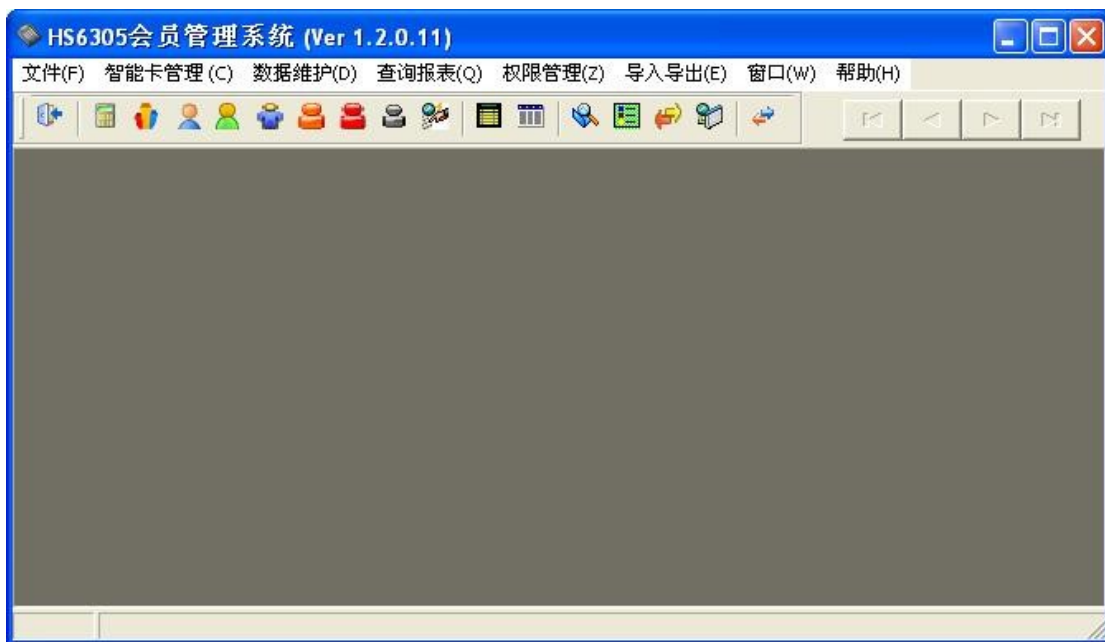 HS6305会员管理系统 (Ver 1.2.0.11)
文件(F) 智能卡管理 (C) 数据维护(D) 查询报表(Q) 权限管理(Z) 导入导出(E) 窗口(W) 帮助(H)